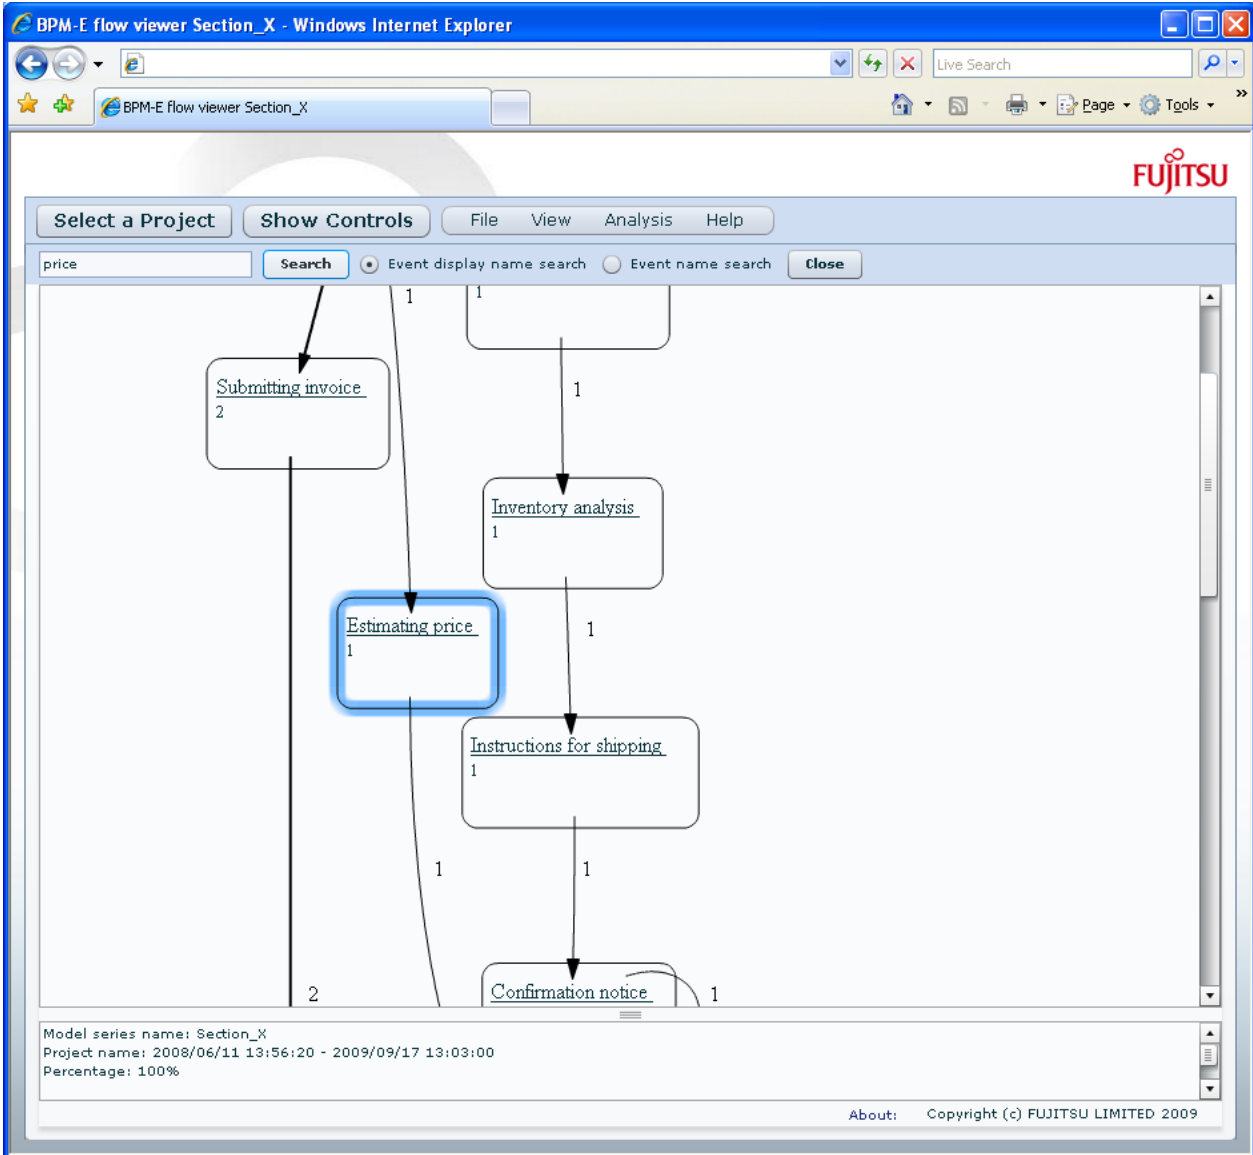 BPM-E flow viewer Section_X - Windows Internet Explorer
Live Search
BPM-E flow viewer Section_X
Page
Tools
»
FUJITSU
Select a Project Show Controls File View Analysis Help
price Search Event display name search Event name search Close
1
1
Submitting invoice
2
1
Inventory analysis
1
Estimating price
1
1
Instructions for shipping
1
1
1
2
Confirmation notice
1
Model series name: Section_X
Project name: 2008/06/11 13:56:20 - 2009/09/17 13:03:00
Percentage: 100%
About: Copyright (c) FUJITSU LIMITED 2009